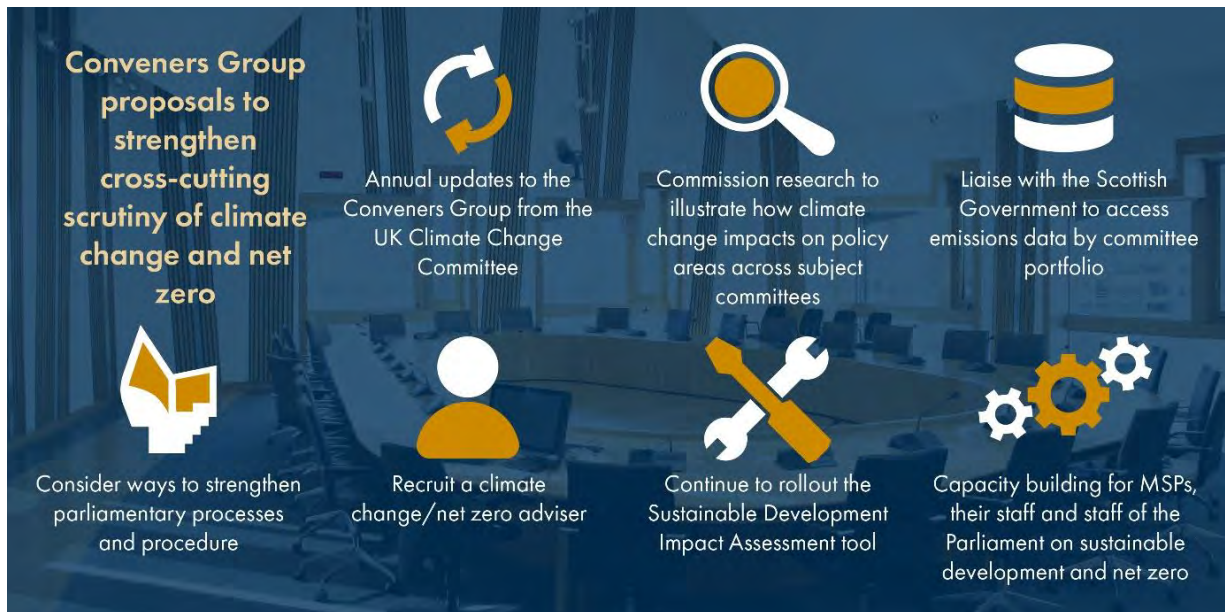 Conveners Group
proposals to
strengthen
cross-cutting
scrutiny of climate
change and net
zero
Annual updates to the
Conveners Group from the
UK Climate Change
Committee
Commission research to
illustrate how climate
change impacts on policy
areas across subject
committees
Liaise with the Scottish
Government to access
emissions data by committee
portfolio
Consider ways to strengthen
parliamentary processes
and procedure
Recruit a climate
change/net zero adviser
Continue to rollout the
Sustainable Development
Impact Assessment tool
Capacity building for MSPs,
their staff and staff of the
Parliament on sustainable
development and net zero